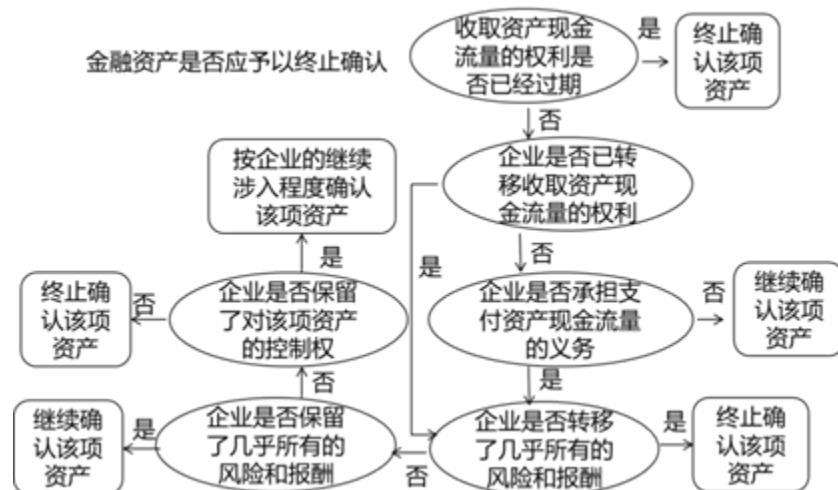 金融资产是否应予以终止确认
收取资产现金
流量的权利是
否已经过期
是
终止确
认该项
资产
否
企业是否已转
移收取资产现
金流量的权利
按企业的继续
涉入程度确认
该项资产
是
是
否
终止确
认该项
资产
否
企业是否保留
了对该项资产
的控制权
企业是否承担支
付资产现金流量
的义务
否
继续确
认该项
资产
否
是
继续确
认该项
资产
是
企业是否保留
了几乎所有的
风险和报酬
否
企业是否转移
了几乎所有的
风险和报酬
是
终止确
认该项
资产